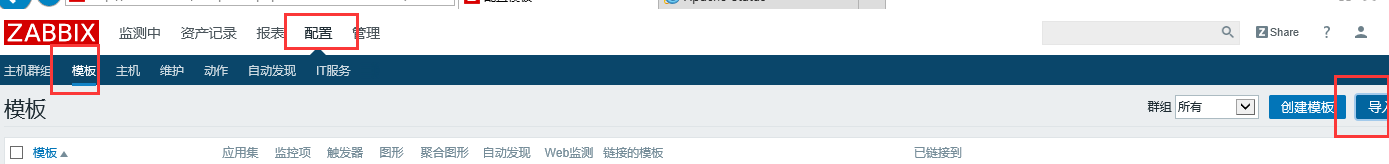 ZABBIX 监测中 资产记录 报表 配置 管理 Share ?
主机群组 模板 主机 维护 动作 自动发现 IT服务
模板 群组 所有 创建模板 导入
模板 应用集 监控项 触发器 图形 聚合图形 自动发现 Web监测 链接的模板 已链接到